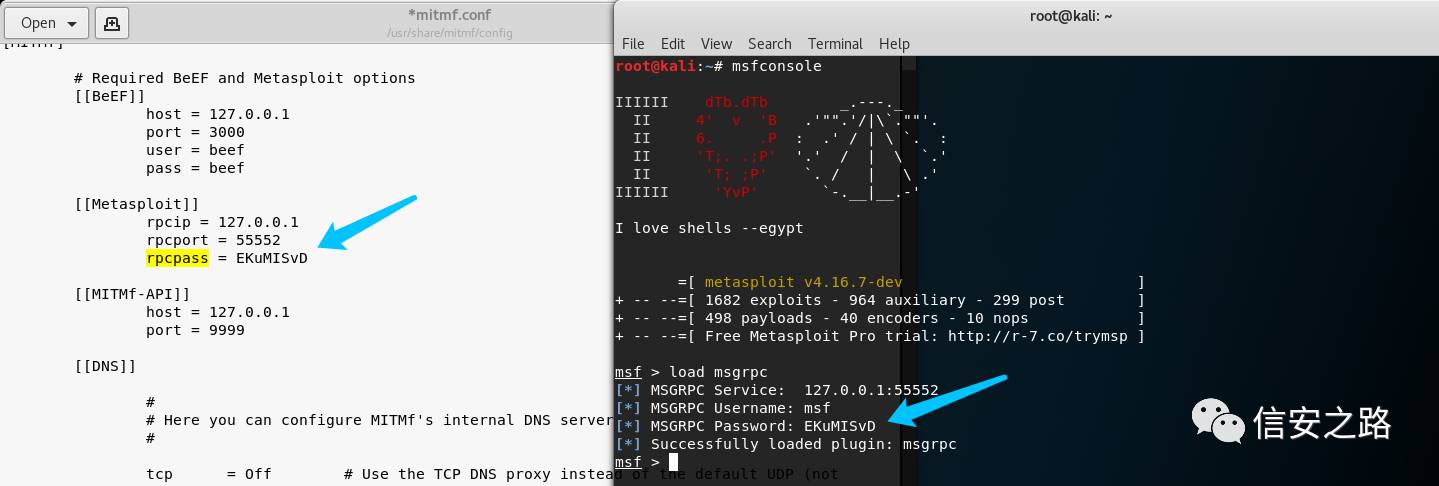 Open
*mitmf.conf
/usr/share/mitmf/config
[MITMf]
# Required BeEF and Metasploit options
[[BeEF]]
host = 127.0.0.1
port = 3000
user = beef
pass = beef
[[Metasploit]]
rpcip = 127.0.0.1
rpcport = 55552
rpcpass = EKuMISvD
[[MITMf-API]]
host = 127.0.0.1
port = 9999
[[DNS]]
#
# Here you can configure MITMf's internal DNS server
#
tcp      = Off        # Use the TCP DNS proxy instead of the default UDP (not
root@kali: ~
File Edit View Search Terminal Help
root@kali:~# msfconsole
IIIIII    dTb.dTb        _.---._
  II     4'  v  'B   .'"".'/|\`.""'.
  II     6.     .P  :  .' / | \ `.  :
  II     'T;. .;P'  '.'  /  |  \  `.'
  II      'T; ;P'    `. /   |   \ .'
IIIIII     'YvP'       `-.__|__.-'
I love shells --egypt
       =[ metasploit v4.16.7-dev                          ]
+ -- --=[ 1682 exploits - 964 auxiliary - 299 post        ]
+ -- --=[ 498 payloads - 40 encoders - 10 nops            ]
+ -- --=[ Free Metasploit Pro trial: http://r-7.co/trymsp ]
msf > load msgrpc
[*] MSGRPC Service:  127.0.0.1:55552
[*] MSGRPC Username: msf
[*] MSGRPC Password: EKuMISvD
[*] Successfully loaded plugin: msgrpc
msf >
信安之路